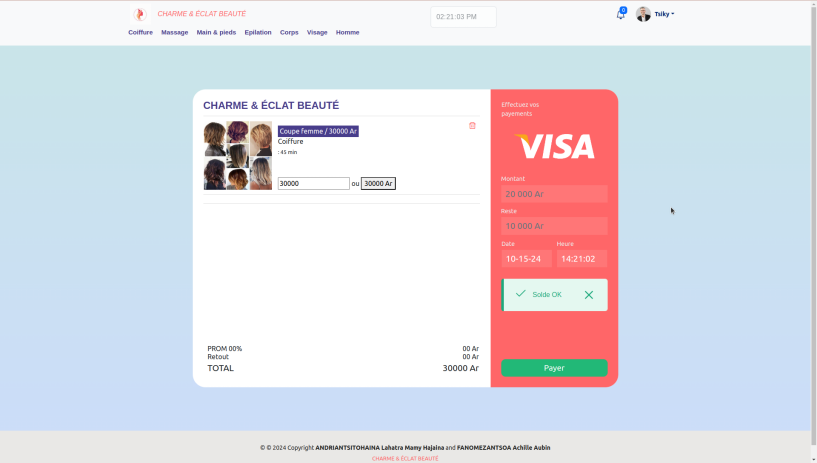 CHARME & ÉCLAT BEAUTÉ
02:21:03 PM
2
Tsiky
Coiffure Massage Main & pieds Epilation Corps Visage Homme
CHARME & ÉCLAT BEAUTÉ
Coupe femme / 30000 Ar
Coiffure
: 45 min
30000 ou 30000 Ar
PROM 00% 00 Ar
Retout 00 Ar
TOTAL 30000 Ar
Effectuez vos
payements
VISA
Montant
20 000 Ar
Reste
10 000 Ar
Date Heure
10-15-24 14:21:02
Solde OK
Payer
© © 2024 Copyright ANDRIANTSITOHAINA Lahatra Mamy Hajaina and FANOMEZANTSOA Achille Aubin
CHARME & ÉCLAT BEAUTÉ